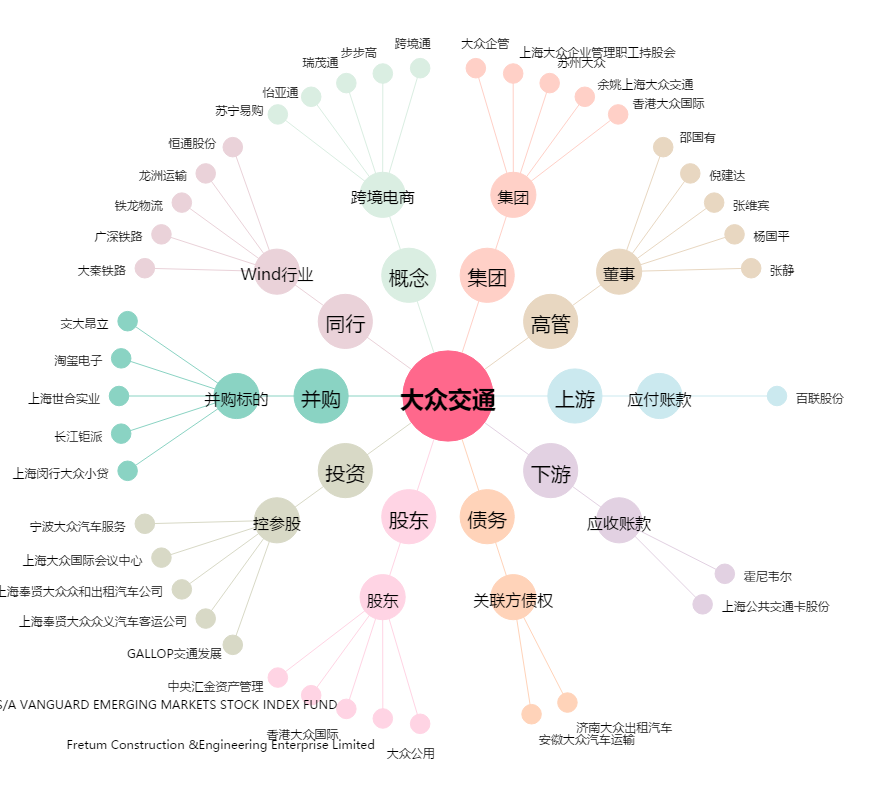 跨境通
步步高
瑞茂通
怡亚通
苏宁易购
跨境电商
概念
大众企管
上海大众企业管理职工持股会
苏州大众
余姚上海大众交通
香港大众国际
集团
集团
恒通股份
龙洲运输
铁龙物流
广深铁路
大秦铁路
Wind行业
同行
邵国有
倪建达
张维宾
杨国平
张静
董事
高管
交大昂立
淘玺电子
上海世合实业
长江钜派
上海闵行大众小贷
并购标的
并购
大众交通
上游
应付账款
百联股份
投资
控参股
宁波大众汽车服务
上海大众国际会议中心
上海奉贤大众众和出租汽车公司
上海奉贤大众众义汽车客运公司
GALLOP交通发展
下游
应收账款
霍尼韦尔
上海公共交通卡股份
股东
股东
中央汇金资产管理
S/A VANGUARD EMERGING MARKETS STOCK INDEX FUND
香港大众国际
Fretum Construction &Engineering Enterprise Limited
大众公用
债务
关联方债权
济南大众出租汽车
安徽大众汽车运输